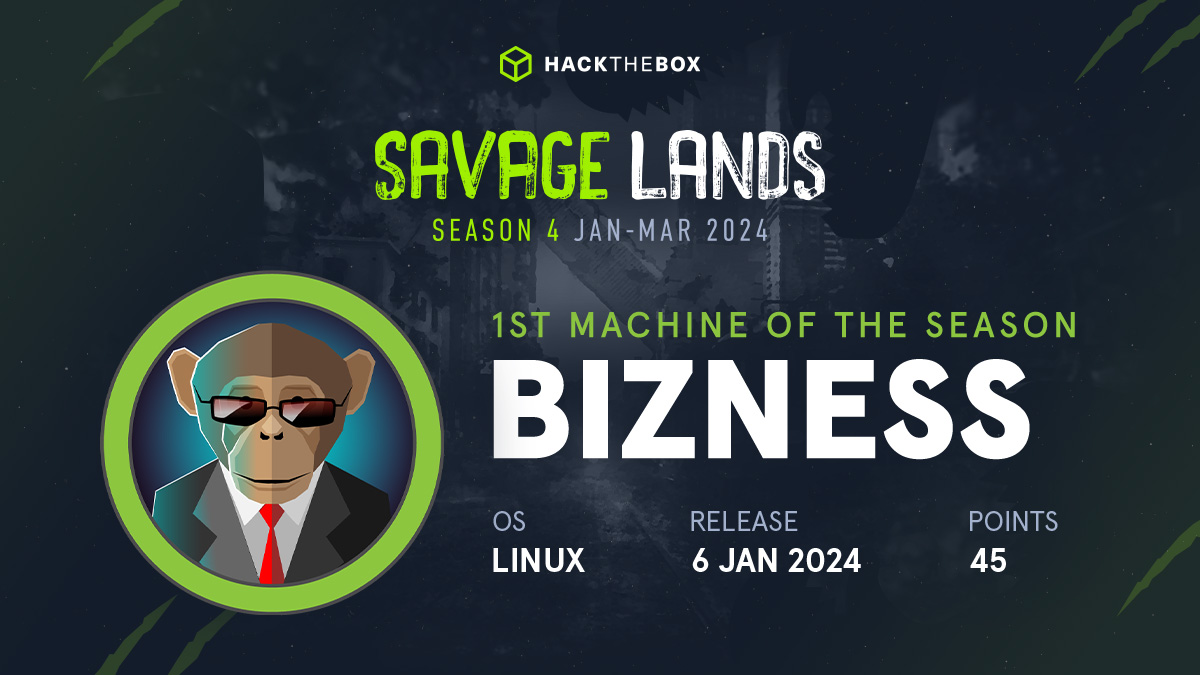 HACKTHEBOX
SAVAGE LANDS
SEASON 4 JAN-MAR 2024
1ST MACHINE OF THE SEASON
BIZNESS
OS RELEASE POINTS
LINUX 6 JAN 2024 45